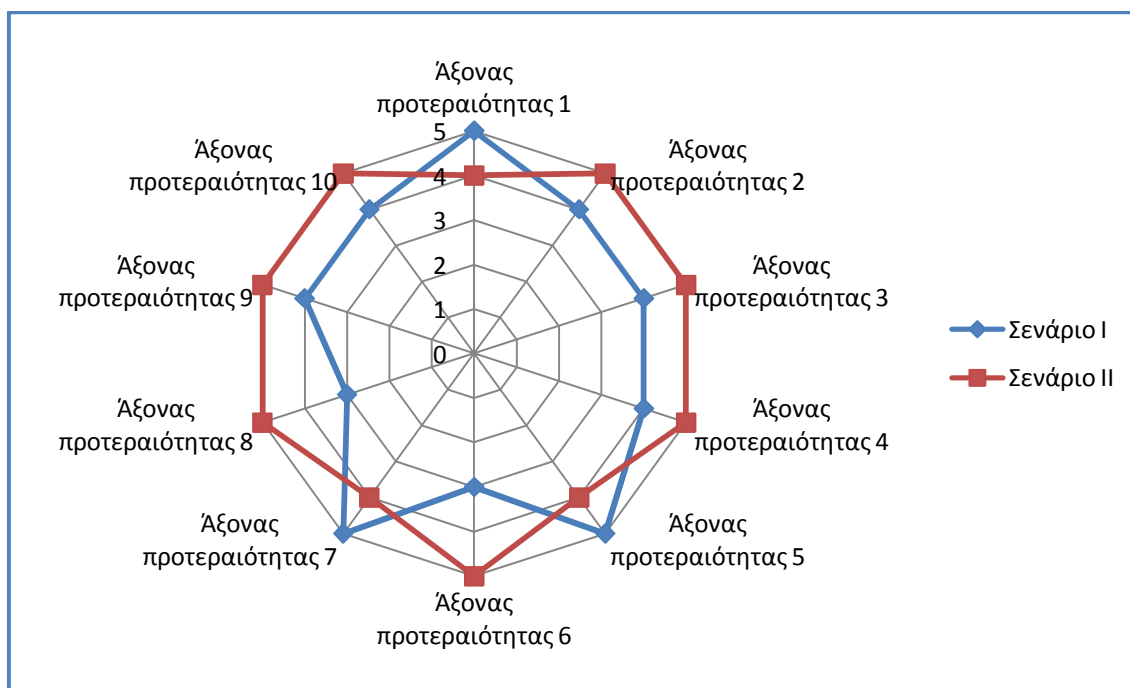 Άξονας
προτεραιότητας 1
Άξονας
προτεραιότητας 2
Άξονας
προτεραιότητας 3
Άξονας
προτεραιότητας 4
Άξονας
προτεραιότητας 5
Άξονας
προτεραιότητας 6
Άξονας
προτεραιότητας 7
Άξονας
προτεραιότητας 8
Άξονας
προτεραιότητας 9
Άξονας
προτεραιότητας 10
5
4
3
2
1
0
Σενάριο Ι
Σενάριο ΙΙ